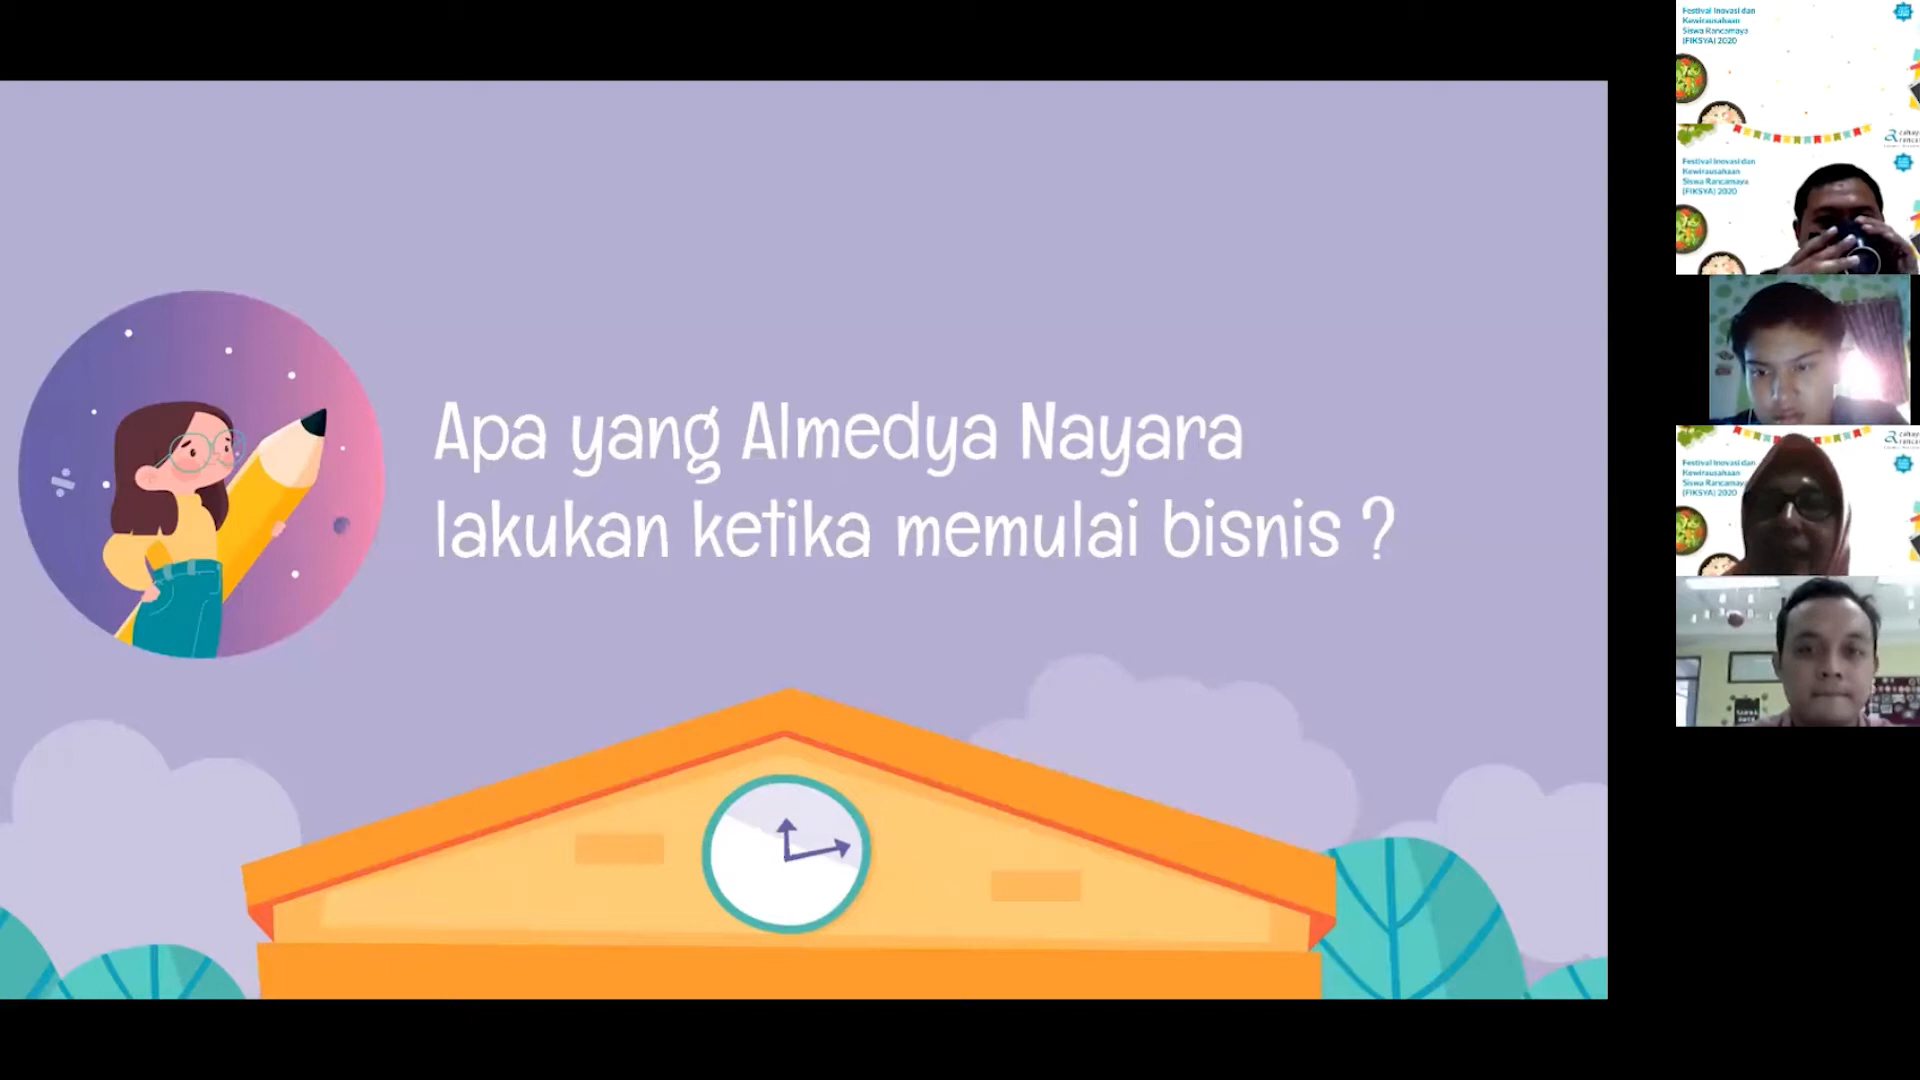 Apa yang Almedya Nayara
lakukan ketika memulai bisnis ?
Festival Inovasi dan
Kewirausahaan
Siswa Rancamaya
(FIKSYA) 2020
Festival Inovasi dan
Kewirausahaan
Siswa Rancamaya
(FIKSYA) 2020
Festival Inovasi dan
Kewirausahaan
Siswa Rancamaya
(FIKSYA) 2020